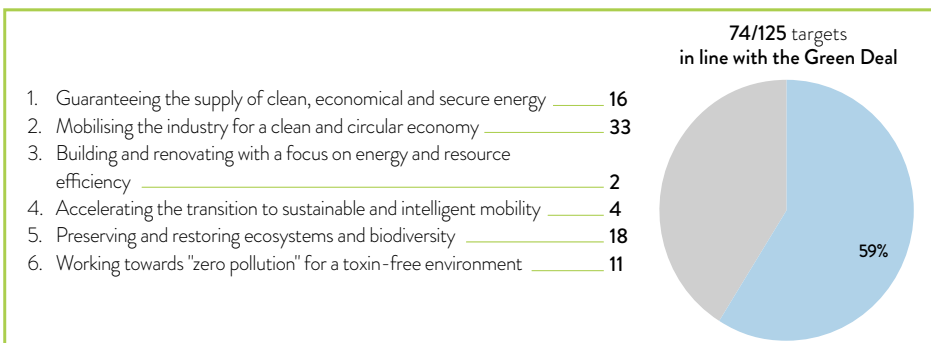 74/125 targets
in line with the Green Deal
1. Guaranteeing the supply of clean, economical and secure energy 16
2. Mobilising the industry for a clean and circular economy 33
3. Building and renovating with a focus on energy and resource
efficiency 2
4. Accelerating the transition to sustainable and intelligent mobility 4
5. Preserving and restoring ecosystems and biodiversity 18
6. Working towards "zero pollution" for a toxin-free environment 11
59%